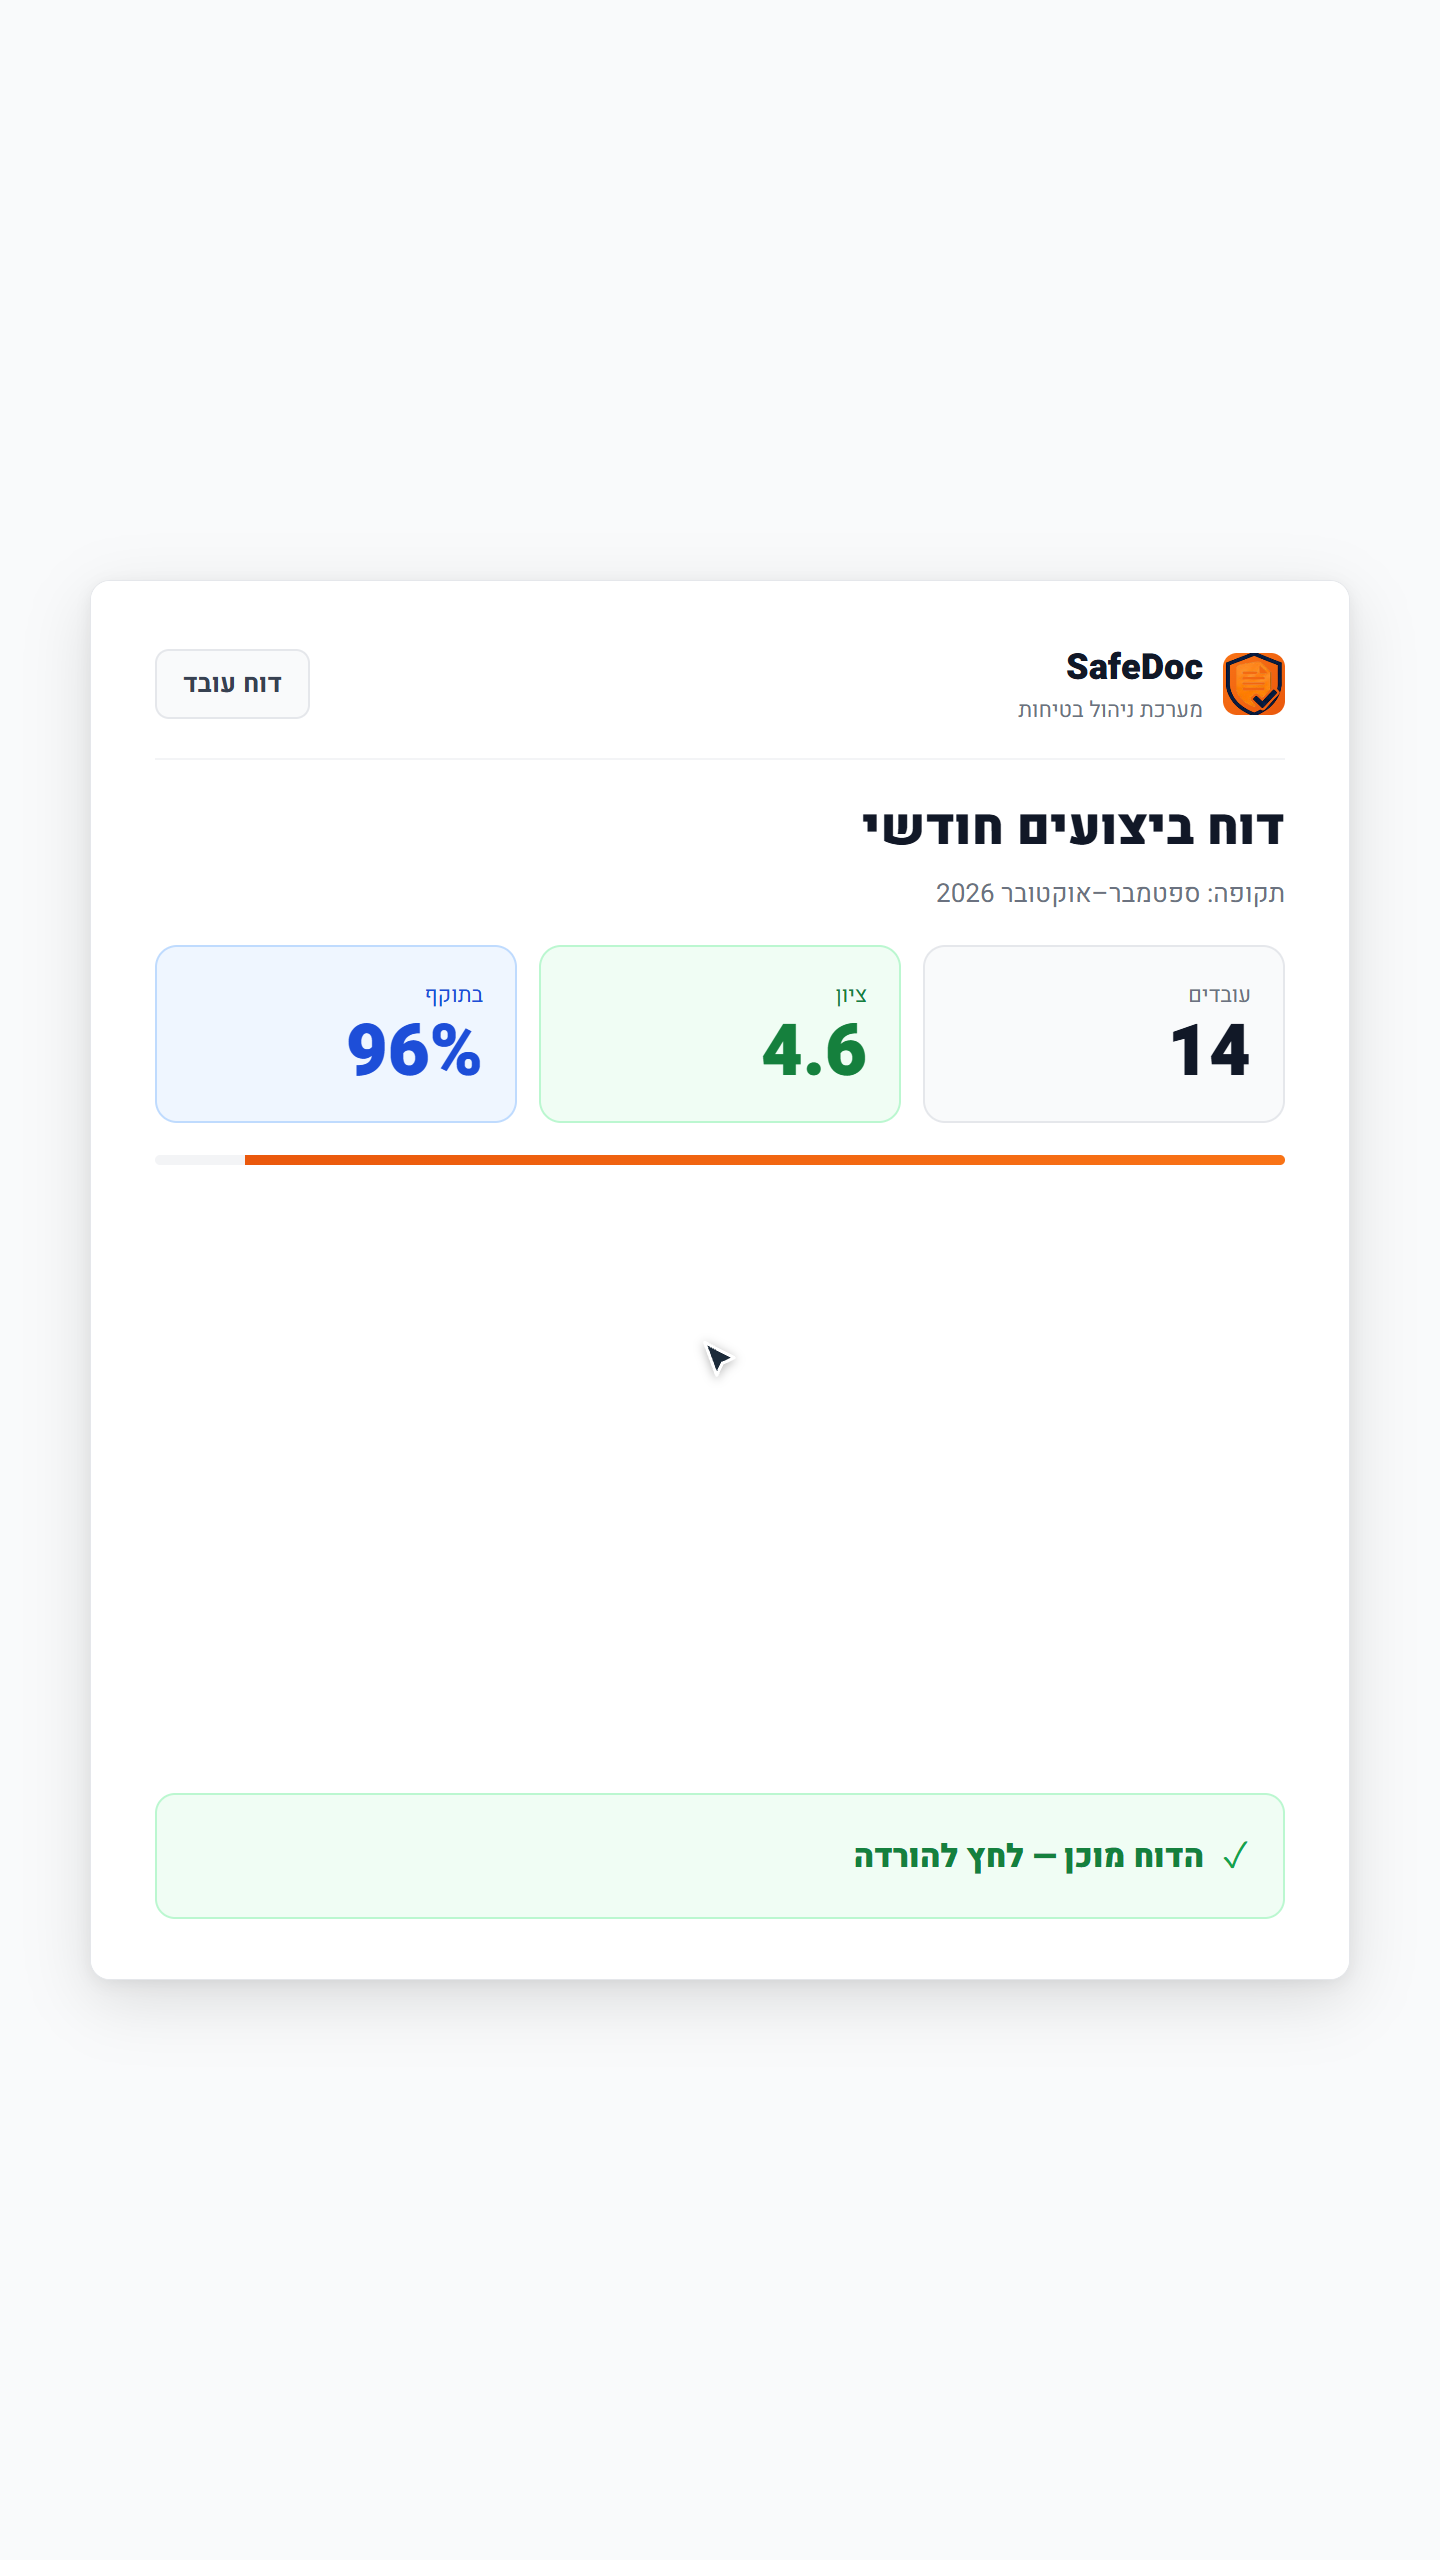 SafeDoc
מערכת ניהול בטיחות
דוח עובד
דוח ביצועים חודשי
תקופה: ספטמבר–אוקטובר 2026
עובדים
14
ציון
4.6
בתוקף
96%
✓ הדוח מוכן – לחץ להורדה